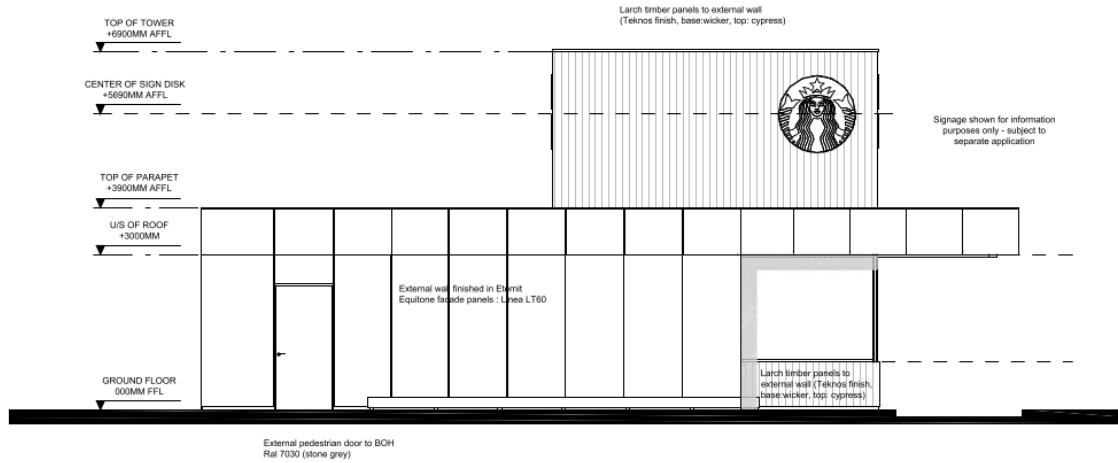 Larch timber panels to external wall
(Teknos finish, base:wicker, top: cypress)
TOP OF TOWER
+6900MM AFFL
CENTER OF SIGN DISK
+5690MM AFFL
Signage shown for information
purposes only - subject to
separate application
TOP OF PARAPET
+3900MM AFFL
U/S OF ROOF
+3000MM
External wall finished in Eternit
Equitone facade panels : Linea LT60
GROUND FLOOR
000MM FFL
Larch timber panels to
external wall (Teknos finish,
base:wicker, top: cypress)
External pedestrian door to BOH
Ral 7030 (stone grey)